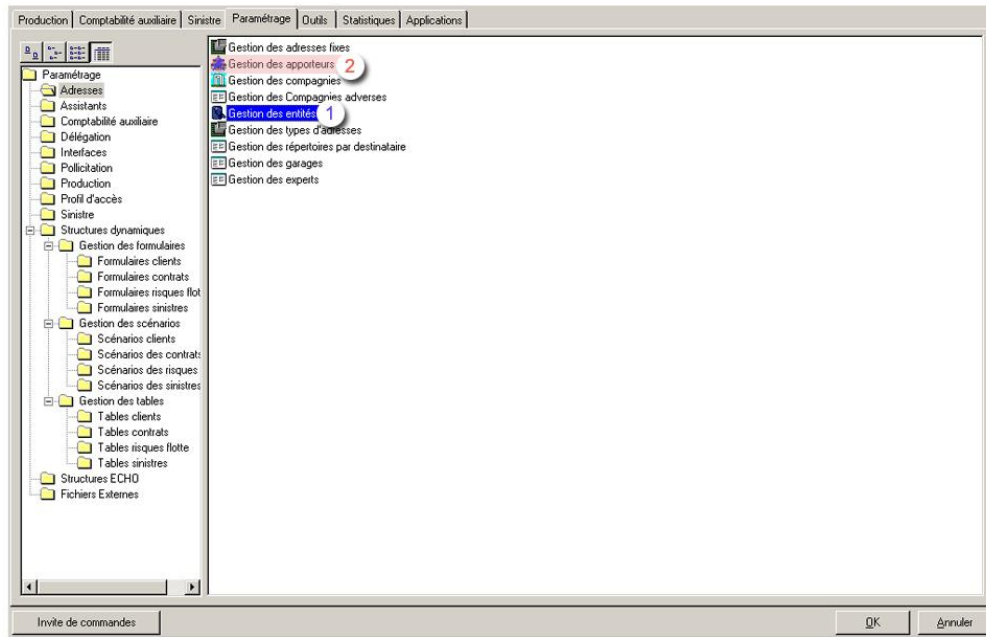 Production
Comptabilité auxiliaire
Sinistre
Paramétrage
Outils
Statistiques
Applications
Paramétrage
Adresses
Assistants
Comptabilité auxiliaire
Délégation
Interfaces
Pollicitation
Production
Profil d'accès
Sinistre
Structures dynamiques
Gestion des formulaires
Formulaires clients
Formulaires contrats
Formulaires risques flot
Formulaires sinistres
Gestion des scénarios
Scénarios clients
Scénarios des contrats
Scénarios des risques
Scénarios des sinistres
Gestion des tables
Tables clients
Tables contrats
Tables risques flotte
Tables sinistres
Structures ECHO
Fichiers Externes
Gestion des adresses fixes
Gestion des apporteurs 2
Gestion des compagnies
Gestion des Compagnies adverses
Gestion des entités 1
Gestion des types d'adresses
Gestion des répertoires par destinataire
Gestion des garages
Gestion des experts
Invite de commandes
OK
Annuler